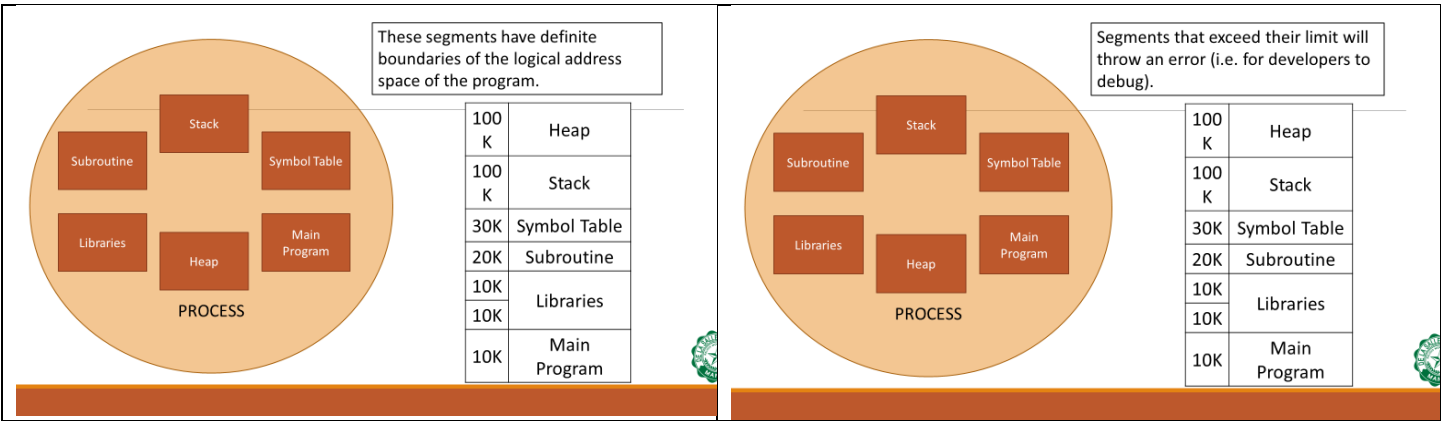 These segments have definite
boundaries of the logical address
space of the program.
Stack
Subroutine
Symbol Table
Libraries
Heap
Main
Program
PROCESS
100
K
Heap
100
K
Stack
30K Symbol Table
20K Subroutine
10K
Libraries
10K
10K
Main
Program
Segments that exceed their limit will
throw an error (i.e. for developers to
debug).
Stack
Subroutine
Symbol Table
Libraries
Heap
Main
Program
PROCESS
100
K
Heap
100
K
Stack
30K Symbol Table
20K Subroutine
10K
Libraries
10K
10K
Main
Program